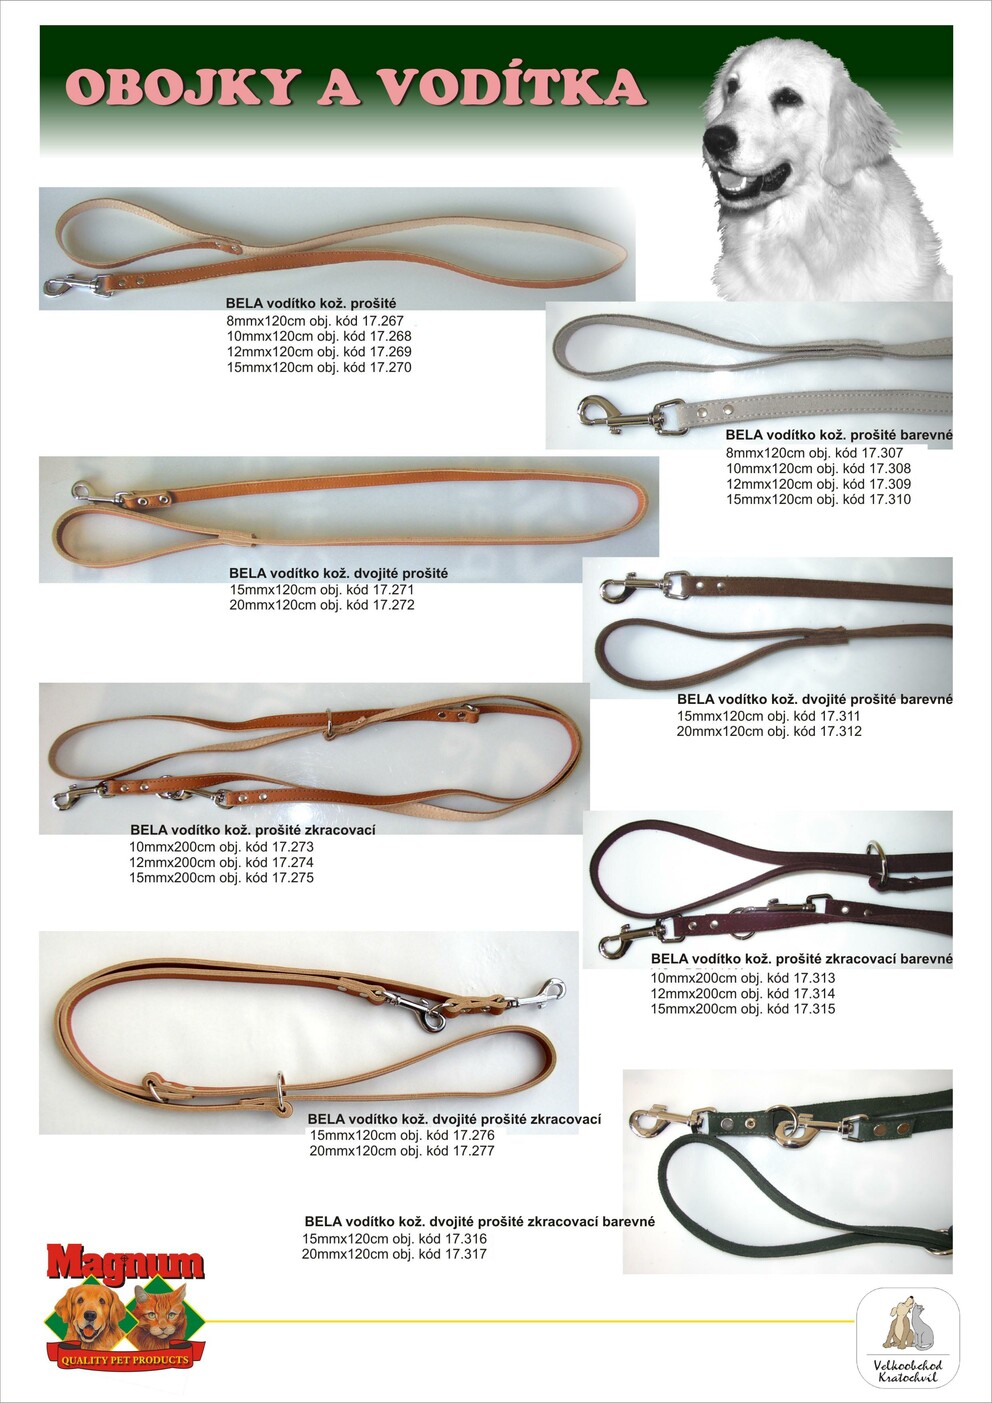 OBOJKY A VODÍTKA
BELA vodítko kož. prošité
8mmx120cm obj. kód 17.267
10mmx120cm obj. kód 17.268
12mmx120cm obj. kód 17.269
15mmx120cm obj. kód 17.270
BELA vodítko kož. prošité barevné
8mmx120cm obj. kód 17.307
10mmx120cm obj. kód 17.308
12mmx120cm obj. kód 17.309
15mmx120cm obj. kód 17.310
BELA vodítko kož. dvojité prošité
15mmx120cm obj. kód 17.271
20mmx120cm obj. kód 17.272
BELA vodítko kož. dvojité prošité barevné
15mmx120cm obj. kód 17.311
20mmx120cm obj. kód 17.312
BELA vodítko kož. prošité zkracovací
10mmx200cm obj. kód 17.273
12mmx200cm obj. kód 17.274
15mmx200cm obj. kód 17.275
BELA vodítko kož. prošité zkracovací barevné
10mmx200cm obj. kód 17.313
12mmx200cm obj. kód 17.314
15mmx200cm obj. kód 17.315
BELA vodítko kož. dvojité prošité zkracovací
15mmx120cm obj. kód 17.276
20mmx120cm obj. kód 17.277
BELA vodítko kož. dvojité prošité zkracovací barevné
15mmx120cm obj. kód 17.316
20mmx120cm obj. kód 17.317
Magnum
QUALITY PET PRODUCTS
Velkoobchod
Kratochvíl